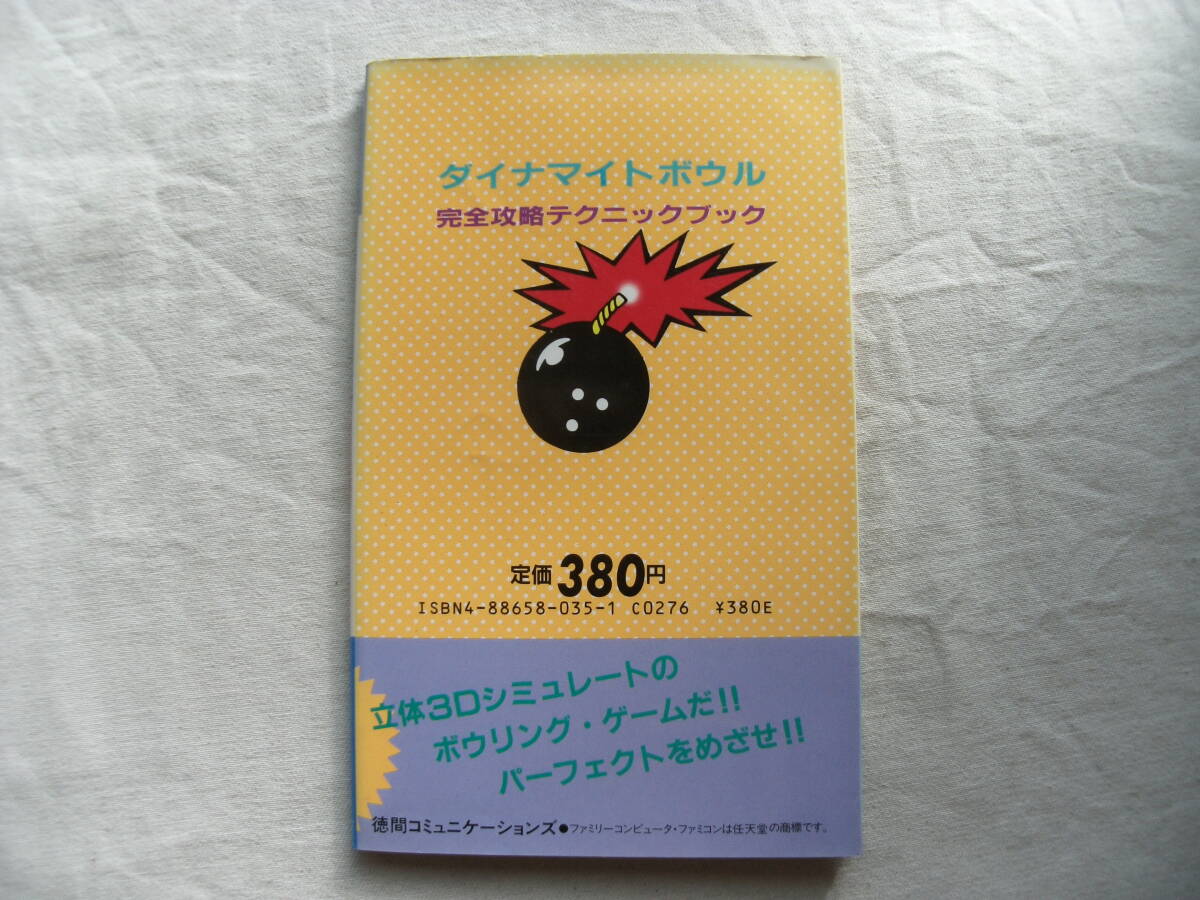 ダイナマイトボウル
完全攻略テクニックブック
定価380円
ISBN4-88658-035-1 C0276 ¥380E
立体3Dシミュレートの
ボウリング・ゲームだ!!
パーフェクトをめざせ!!
徳間コミュニケーションズ●ファミリーコンピュータ・ファミコンは任天堂の商標です。